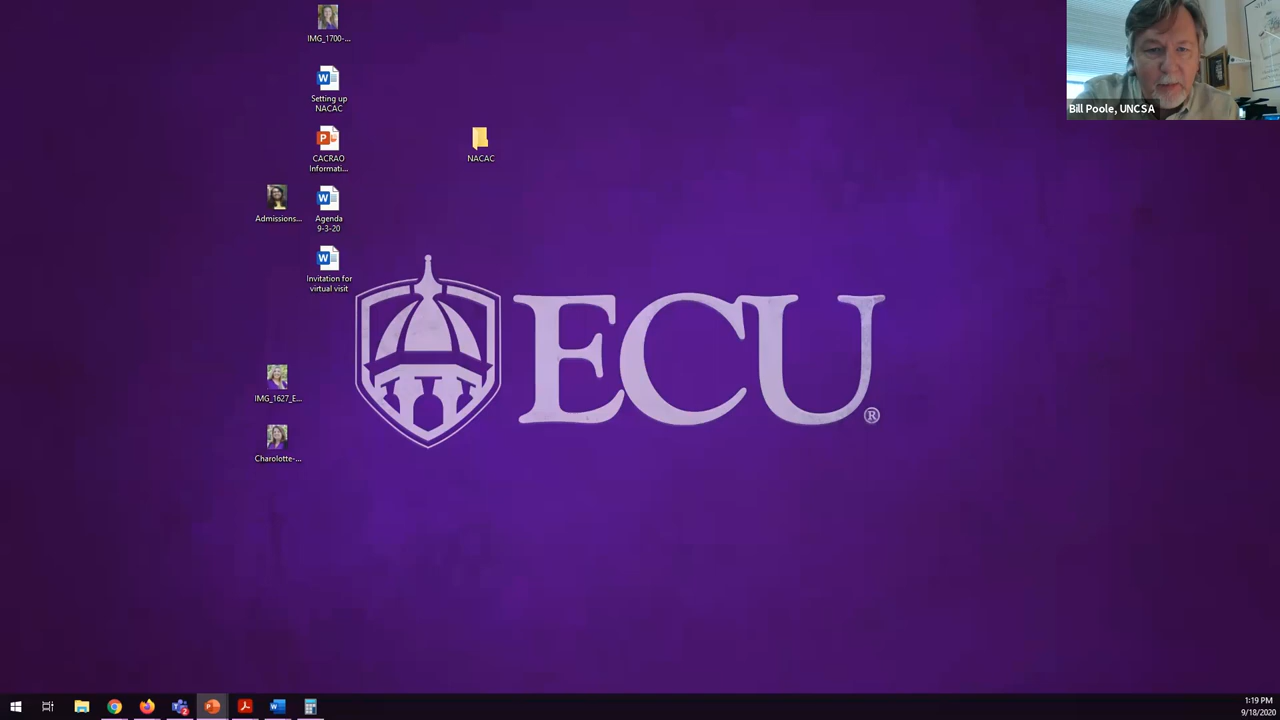 IMG_1700-...
Bill Poole, UNCSA
Setting up
NACAC
CACRAO
Informati...
NACAC
Admissions...
Agenda
9-3-20
Invitation for
virtual visit
ECU®
IMG_1627_E...
Charolotte-...
1:19 PM
9/18/2020